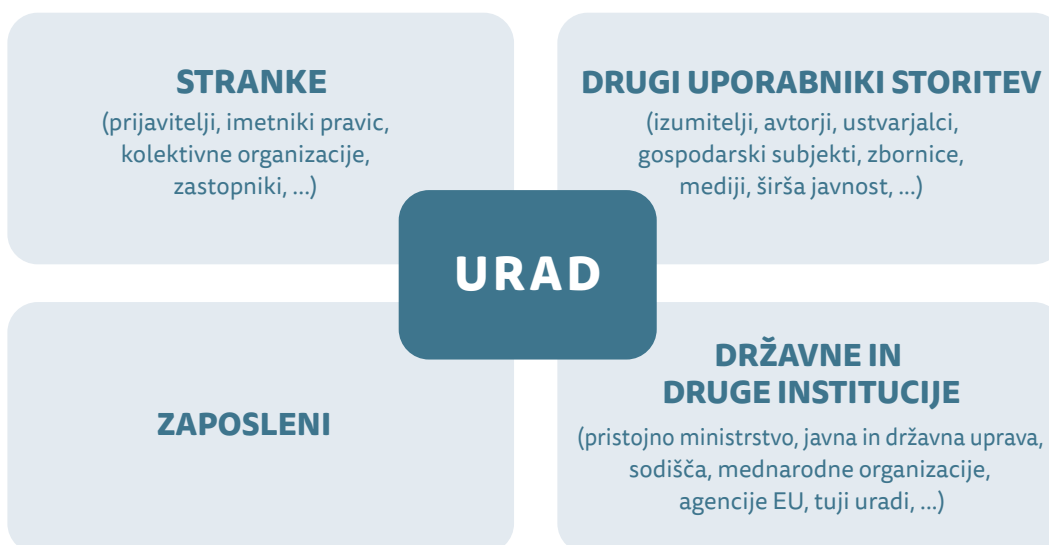 STRANKE
(prijavitelji, imetniki pravic,
kolektivne organizacije,
zastopniki, ...)
DRUGI UPORABNIKI STORITEV
(izumitelji, avtorji, ustvarjalci,
gospodarski subjekti, zbornice,
mediji, širša javnost, ...)
URAD
ZAPOSLENI
DRŽAVNE IN
DRUGE INSTITUCIJE
(pristojno ministrstvo, javna in državna uprava,
sodišča, mednarodne organizacije,
agencije EU, tuji uradi, ...)